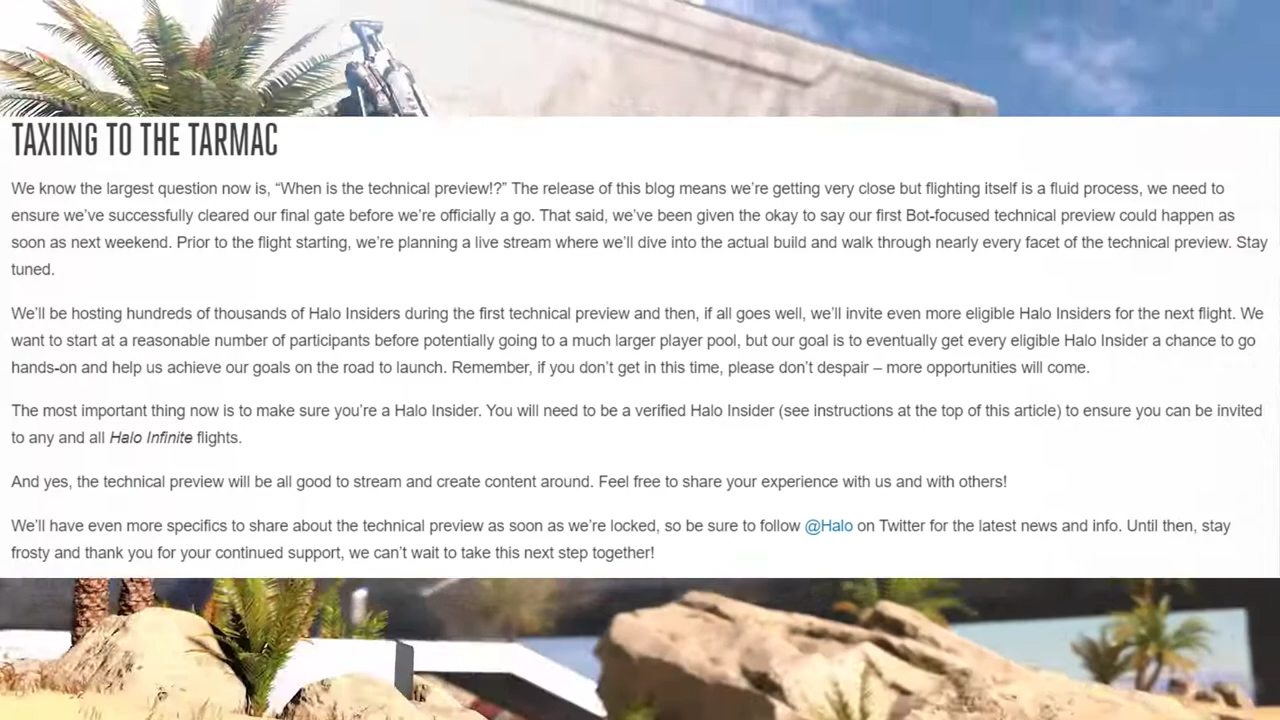 TAXIING TO THE TARMAC
We know the largest question now is, “When is the technical preview!?” The release of this blog means we’re getting very close but flighting itself is a fluid process, we need to
ensure we’ve successfully cleared our final gate before we’re officially a go. That said, we’ve been given the okay to say our first Bot-focused technical preview could happen as
soon as next weekend. Prior to the flight starting, we’re planning a live stream where we’ll dive into the actual build and walk through nearly every facet of the technical preview. Stay
tuned.
We’ll be hosting hundreds of thousands of Halo Insiders during the first technical preview and then, if all goes well, we’ll invite even more eligible Halo Insiders for the next flight. We
want to start at a reasonable number of participants before potentially going to a much larger player pool, but our goal is to eventually get every eligible Halo Insider a chance to go
hands-on and help us achieve our goals on the road to launch. Remember, if you don’t get in this time, please don’t despair – more opportunities will come.
The most important thing now is to make sure you’re a Halo Insider. You will need to be a verified Halo Insider (see instructions at the top of this article) to ensure you can be invited
to any and all Halo Infinite flights.
And yes, the technical preview will be all good to stream and create content around. Feel free to share your experience with us and with others!
We’ll have even more specifics to share about the technical preview as soon as we’re locked, so be sure to follow @Halo on Twitter for the latest news and info. Until then, stay
frosty and thank you for your continued support, we can’t wait to take this next step together!